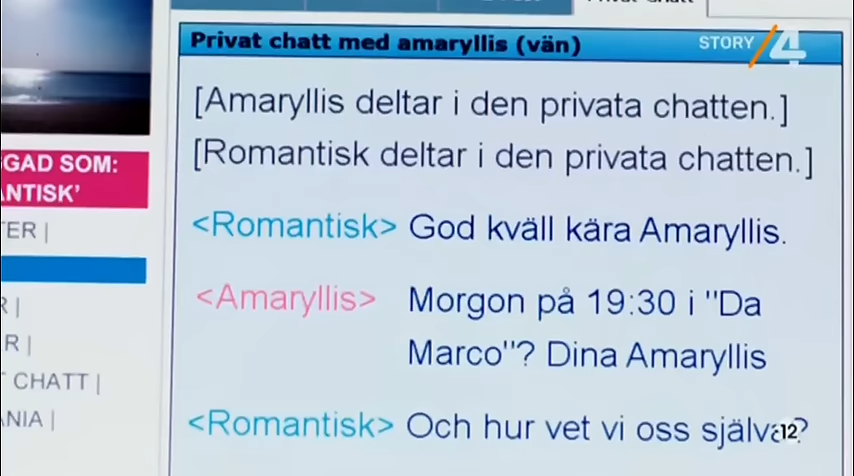 Privat chatt med amaryllis (vän)
STORY 4
[Amaryllis deltar i den privata chatten.]
[Romantisk deltar i den privata chatten.]
GAD SOM:
NTISK'
TER |
<Romantisk> God kväll kära Amaryllis.
<Amaryllis> Morgon på 19:30 i "Da
Marco"? Dina Amaryllis
R |
R |
CHATT |
NIA |
<Romantisk> Och hur vet vi oss själva?
12